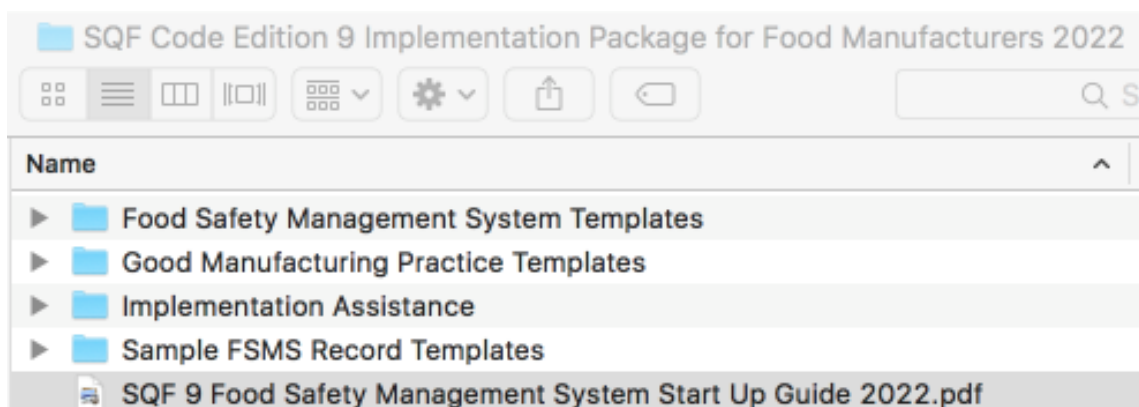 SQF Code Edition 9 Implementation Package for Food Manufacturers 2022
S
Name
Food Safety Management System Templates
Good Manufacturing Practice Templates
Implementation Assistance
Sample FSMS Record Templates
SQF 9 Food Safety Management System Start Up Guide 2022.pdf